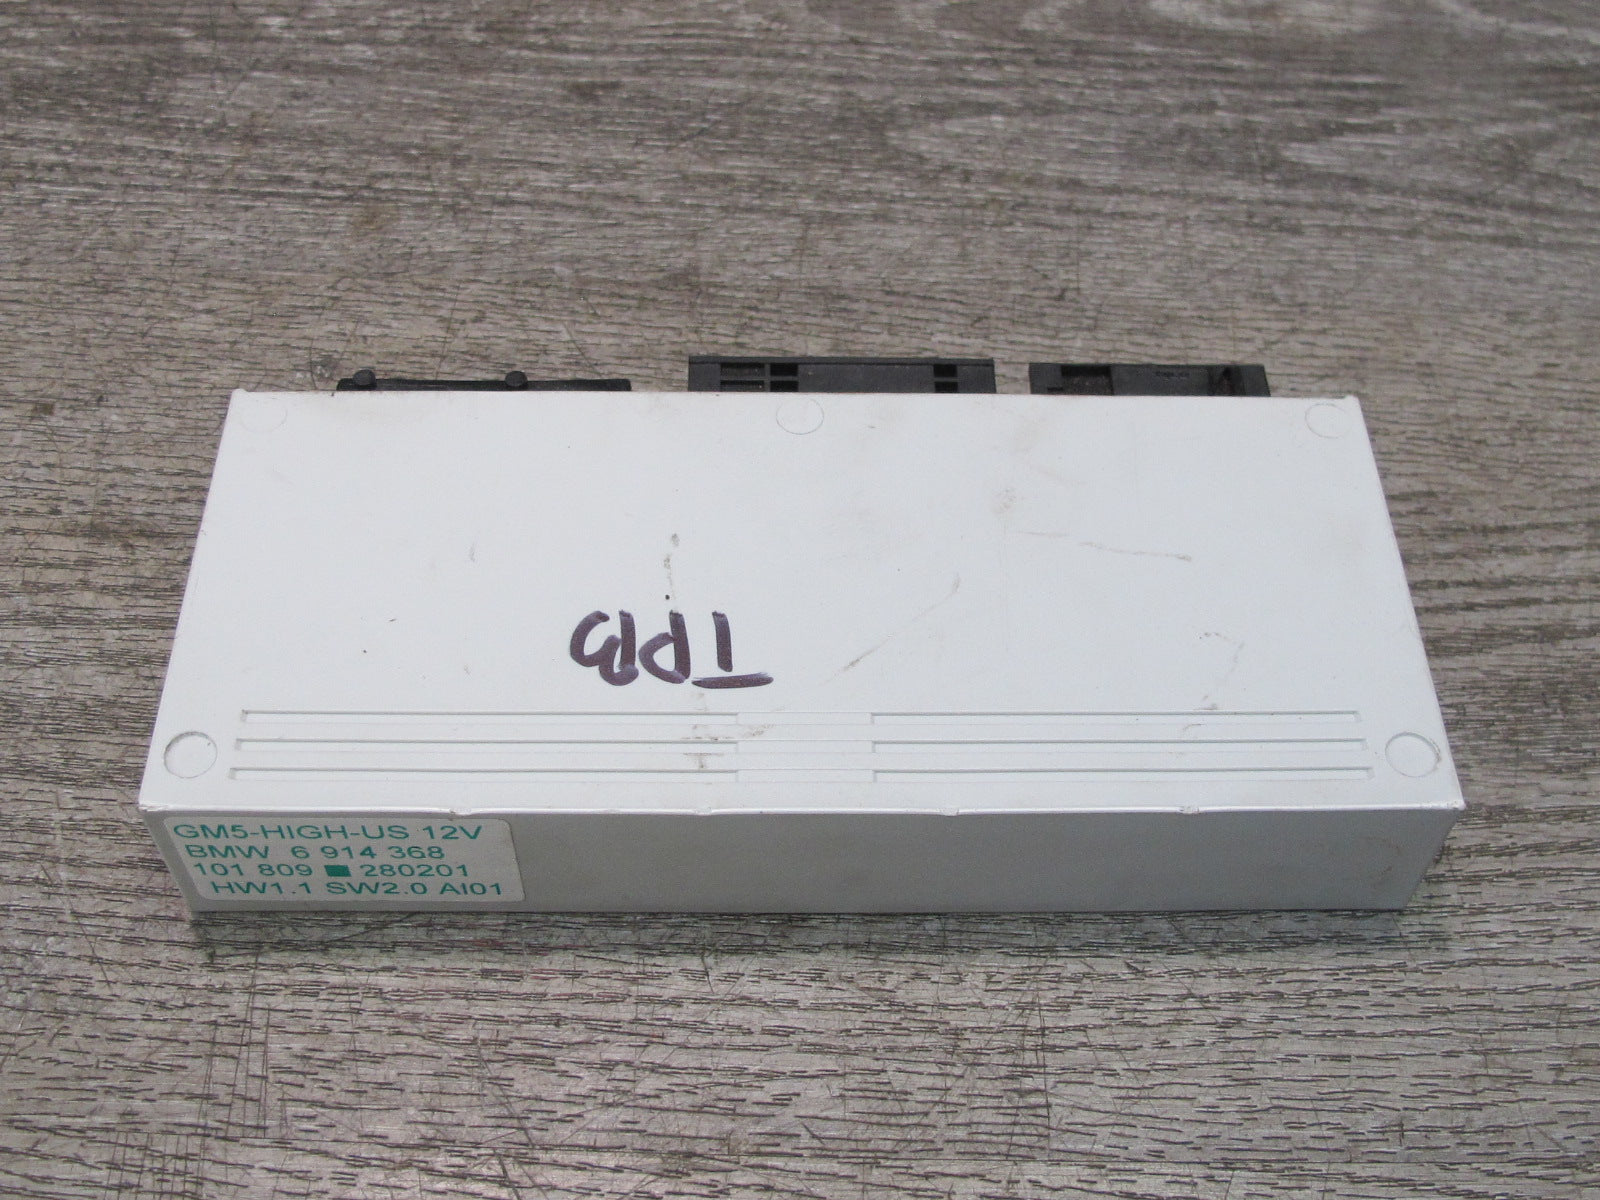 TPB
GM5-HIGH-US 12V
BMW 6 914 368
101 809 ■ 280201
HW1.1 SW2.0 AI01